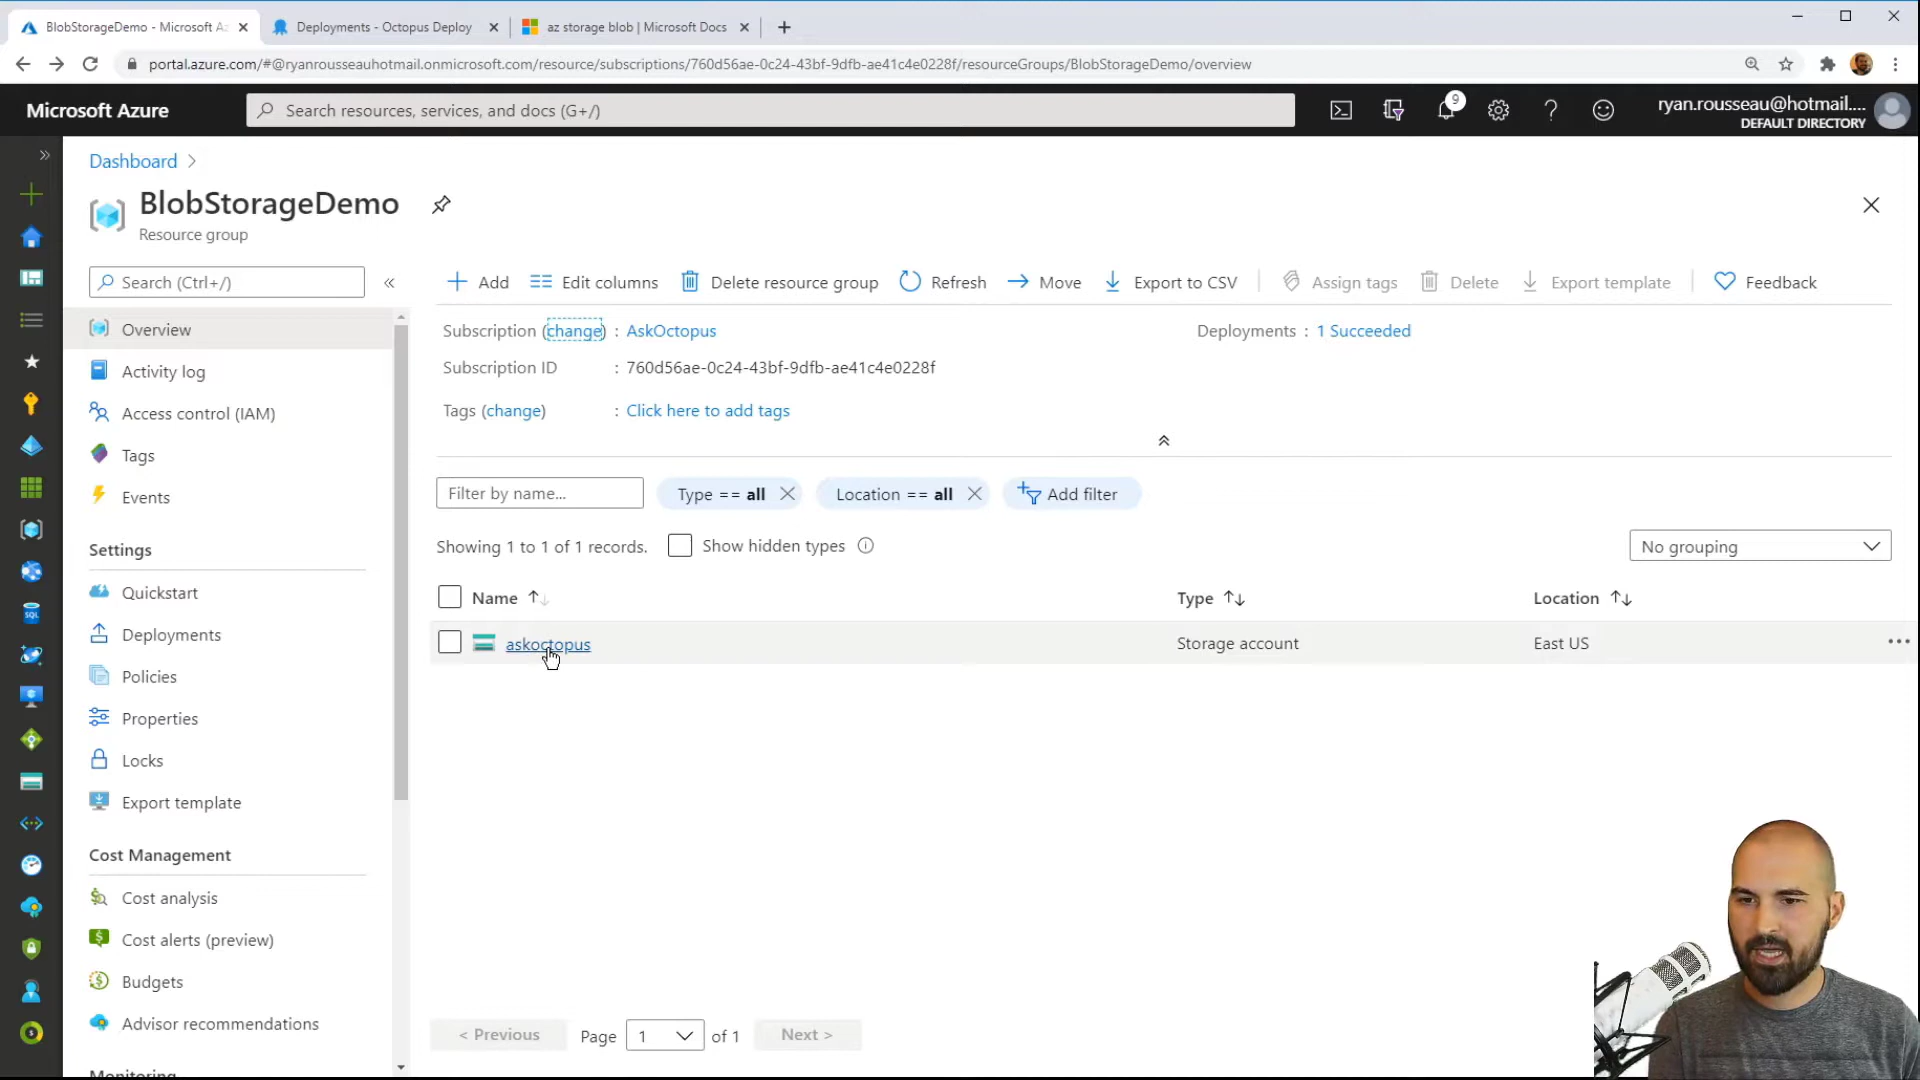 BlobStorageDemo - Microsoft Az
Deployments - Octopus Deploy
az storage blob | Microsoft Docs
portal.azure.com/#@ryanrousseauhotmail.onmicrosoft.com/resource/subscriptions/760d56ae-0c24-43bf-9dfb-ae41c4e0228f/resourceGroups/BlobStorageDemo/overview
Microsoft Azure
Search resources, services, and docs (G+/)
9
ryan.rousseau@hotmail....
DEFAULT DIRECTORY
Dashboard >
BlobStorageDemo
Resource group
Search (Ctrl+/)
Add
Edit columns
Delete resource group
Refresh
Move
Export to CSV
Assign tags
Delete
Export template
Feedback
Overview
Activity log
Access control (IAM)
Tags
Events
Settings
Quickstart
Deployments
Policies
Properties
Locks
Export template
Cost Management
Cost analysis
Cost alerts (preview)
Budgets
Advisor recommendations
Monitoring
SQL
Subscription (change) : AskOctopus
Deployments : 1 Succeeded
Subscription ID : 760d56ae-0c24-43bf-9dfb-ae41c4e0228f
Tags (change) : Click here to add tags
Filter by name...
Type == all
Location == all
Add filter
Showing 1 to 1 of 1 records.
Show hidden types
No grouping
Name
Type
Location
askoctopus
Storage account
East US
< Previous
Page 1 of 1
Next >